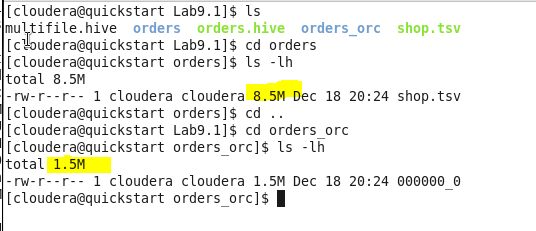 [cloudera@quickstart Lab9.1]$ ls
multifile.hive  orders  orders.hive  orders_orc  shop.tsv
[cloudera@quickstart Lab9.1]$ cd orders
[cloudera@quickstart orders]$ ls -lh
total 8.5M
-rw-r--r-- 1 cloudera cloudera 8.5M Dec 18 20:24 shop.tsv
[cloudera@quickstart orders]$ cd ..
[cloudera@quickstart Lab9.1]$ cd orders_orc
[cloudera@quickstart orders_orc]$ ls -lh
total 1.5M
-rw-r--r-- 1 cloudera cloudera 1.5M Dec 18 20:24 000000_0
[cloudera@quickstart orders_orc]$